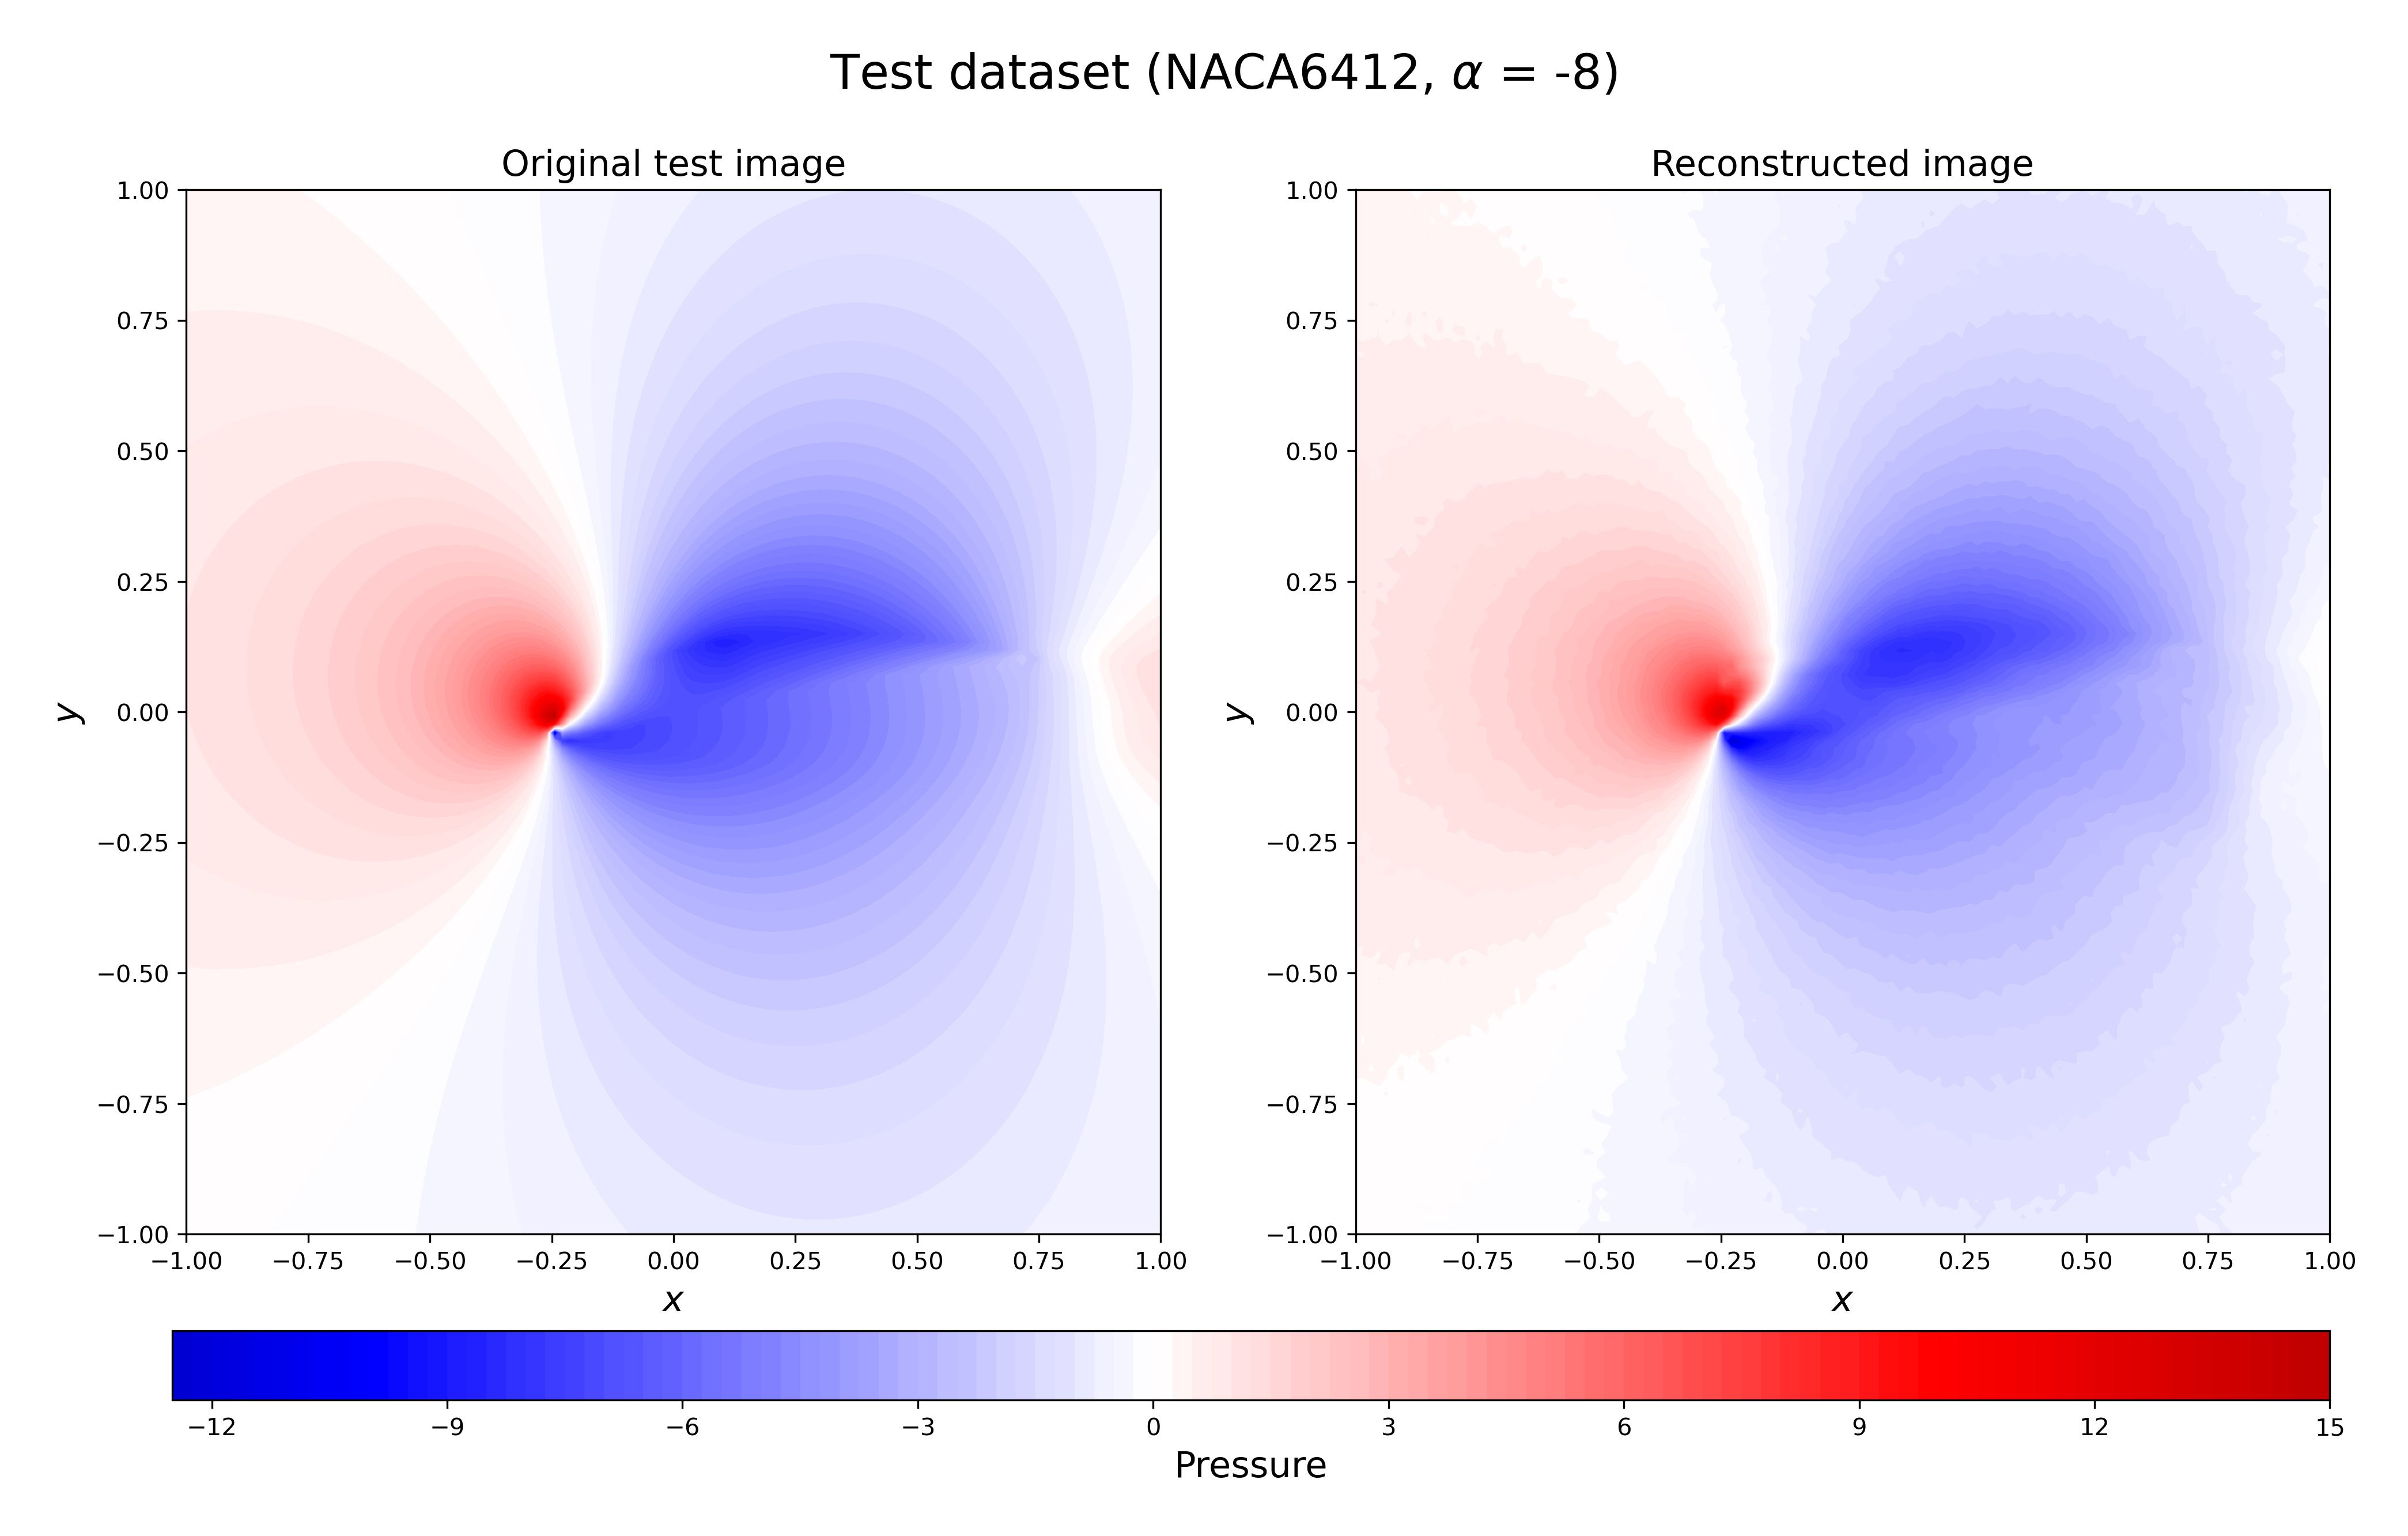 Test dataset (NACA6412, α = -8)
Original test image
Reconstructed image
1.00
0.75
0.50
0.25
0.00
−0.25
−0.50
−0.75
−1.00
y
−1.00 −0.75 −0.50 −0.25 0.00 0.25 0.50 0.75 1.00
x
1.00
0.75
0.50
0.25
0.00
−0.25
−0.50
−0.75
−1.00
y
−1.00 −0.75 −0.50 −0.25 0.00 0.25 0.50 0.75 1.00
x
−12 −9 −6 −3 0 3 6 9 12 15
Pressure